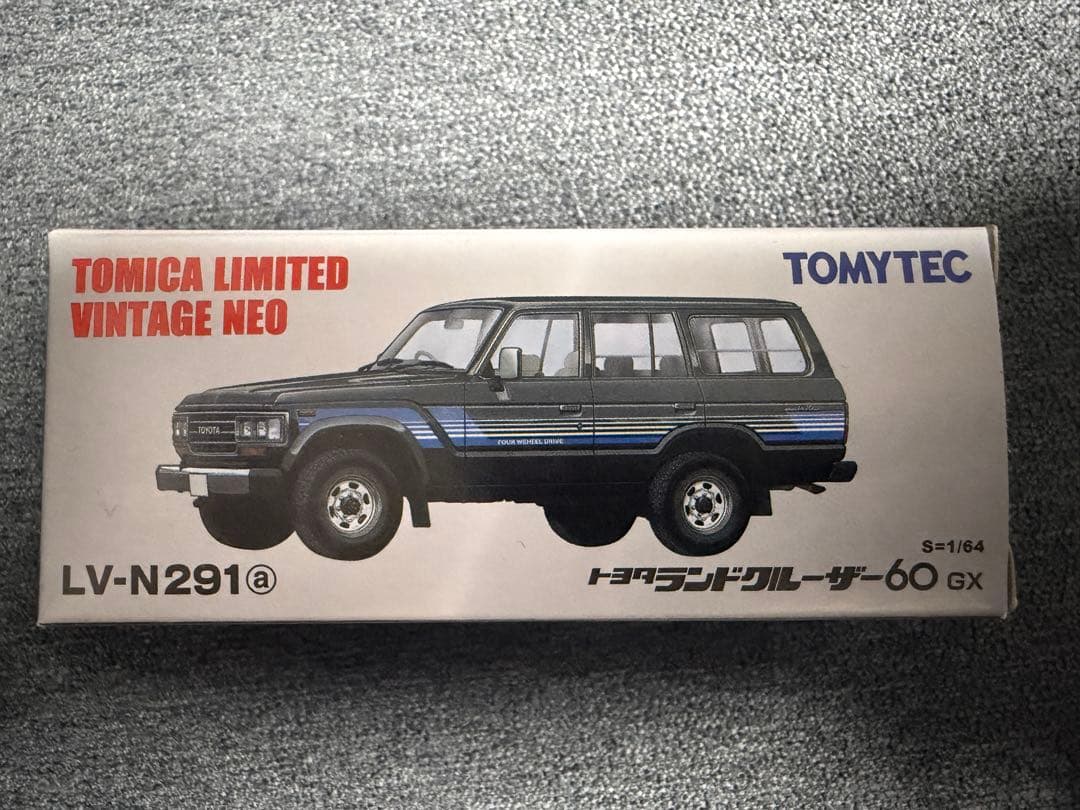 TOMICA LIMITED
VINTAGE NEO
TOMYTEC
TOYOTA
FOUR WEHEEL DRIVE
S=1/64
LV-N291ⓐ
トヨタランドクルーザー60 GX